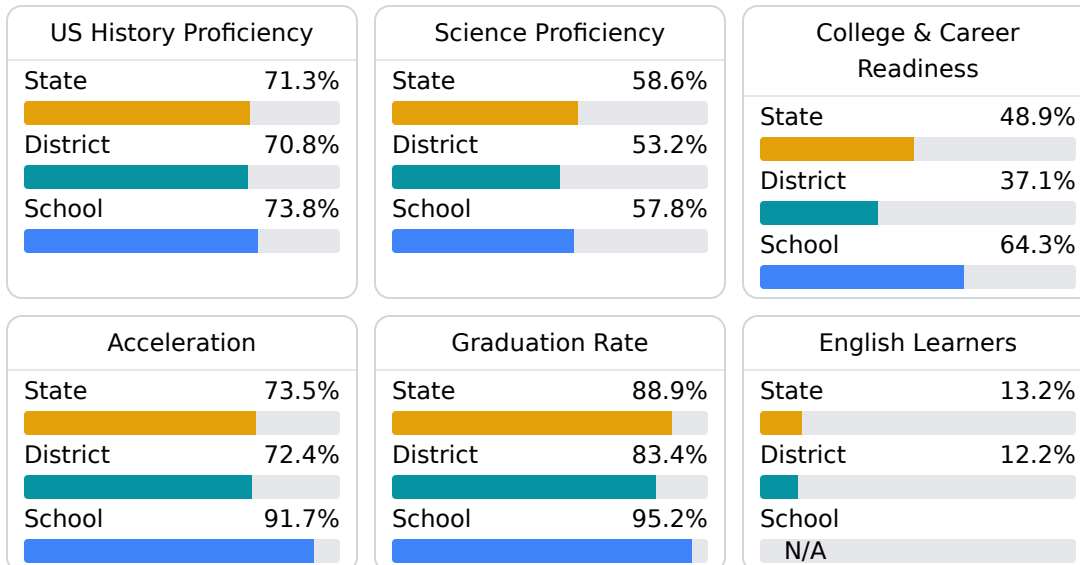 US History Proficiency
State 71.3%
District 70.8%
School 73.8%
Science Proficiency
State 58.6%
District 53.2%
School 57.8%
College & Career
Readiness
State 48.9%
District 37.1%
School 64.3%
Acceleration
State 73.5%
District 72.4%
School 91.7%
Graduation Rate
State 88.9%
District 83.4%
School 95.2%
English Learners
State 13.2%
District 12.2%
School
N/A